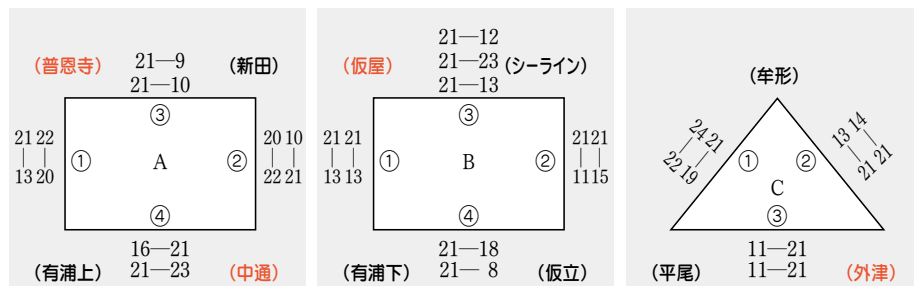 (普恩寺)
21―9
21―10
(新田)
③
21 22
| |
13 20
①
A
②
20 10
| |
22 21
④
(有浦上)
16―21
21―23
(中通)
(仮屋)
21―12
21―23
21―13
(シーライン)
③
21 21
| |
13 13
①
B
②
21 21
| |
11 15
④
(有浦下)
21―18
21― 8
(仮立)
(牟形)
24 21
| |
22 19
①
②
13 14
| |
21 21
C
③
(平尾)
11―21
11―21
(外津)